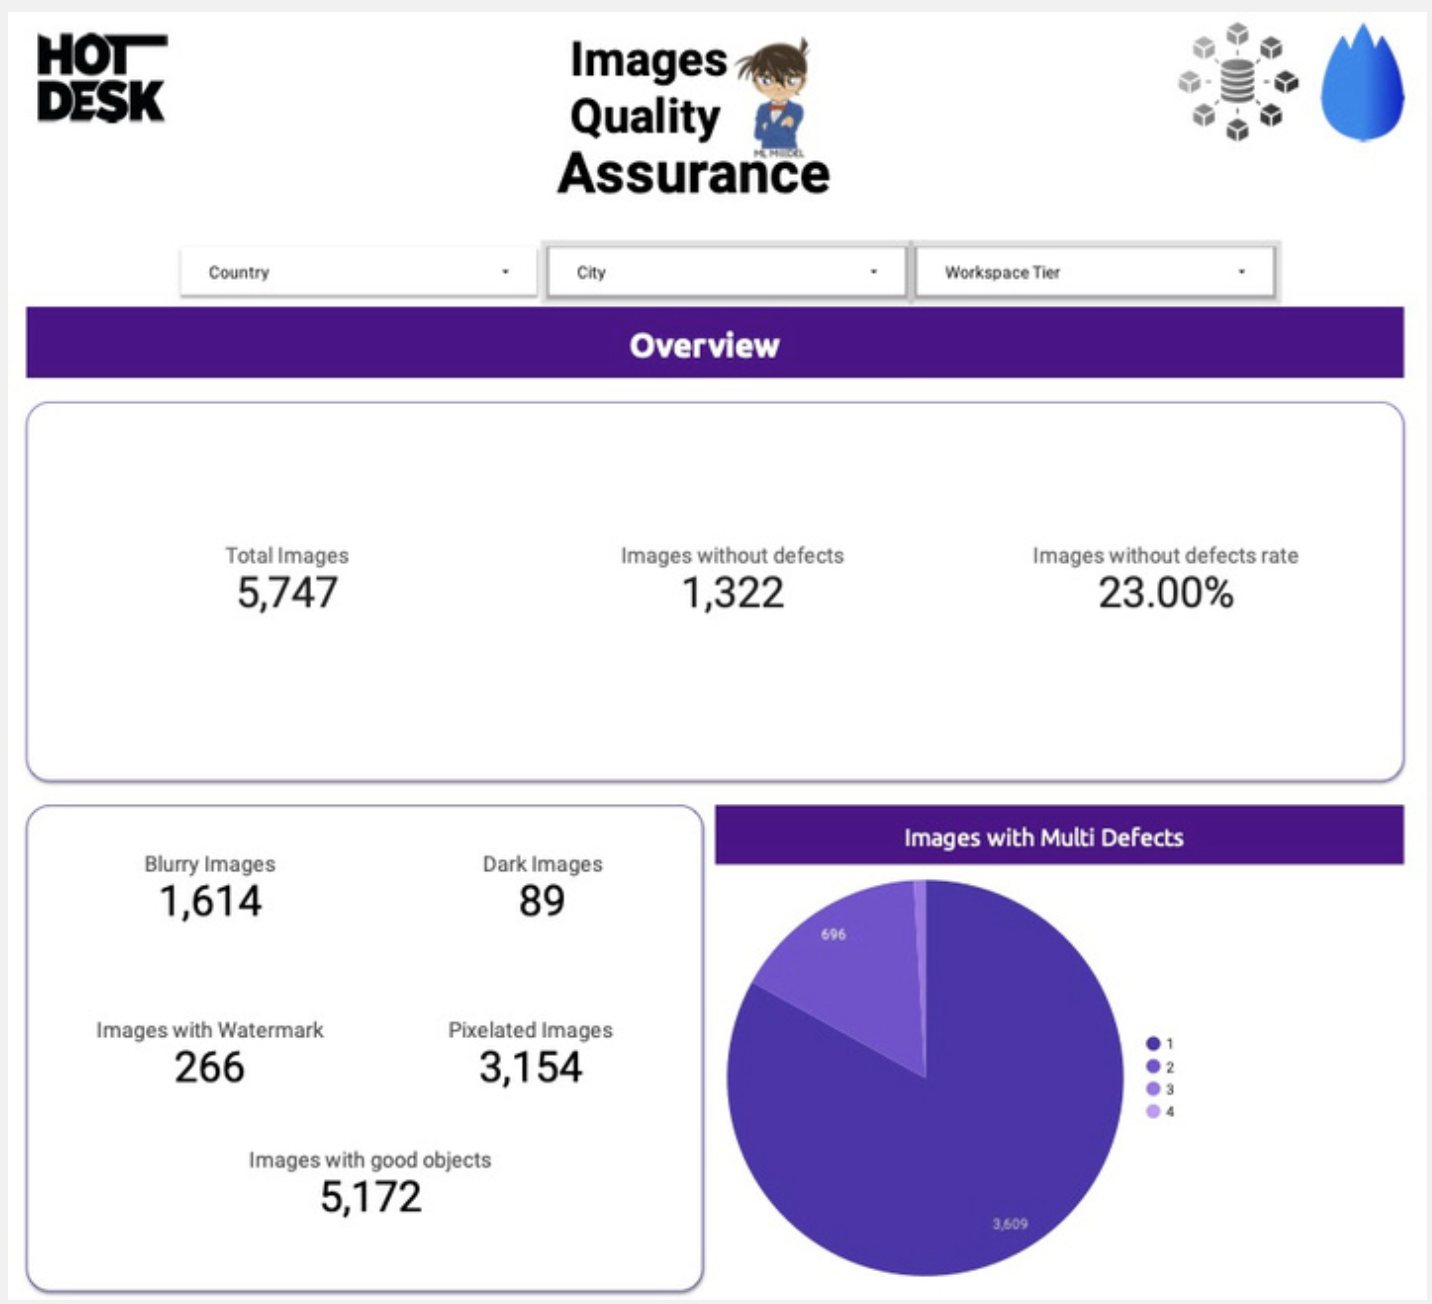 HOT
DESK
Images
Quality
Assurance
ML MODEL
Country
City
Workspace Tier
Overview
Total Images
5,747
Images without defects
1,322
Images without defects rate
23.00%
Blurry Images
1,614
Dark Images
89
Images with Watermark
266
Pixelated Images
3,154
Images with good objects
5,172
Images with Multi Defects
696
3,609
1
2
3
4